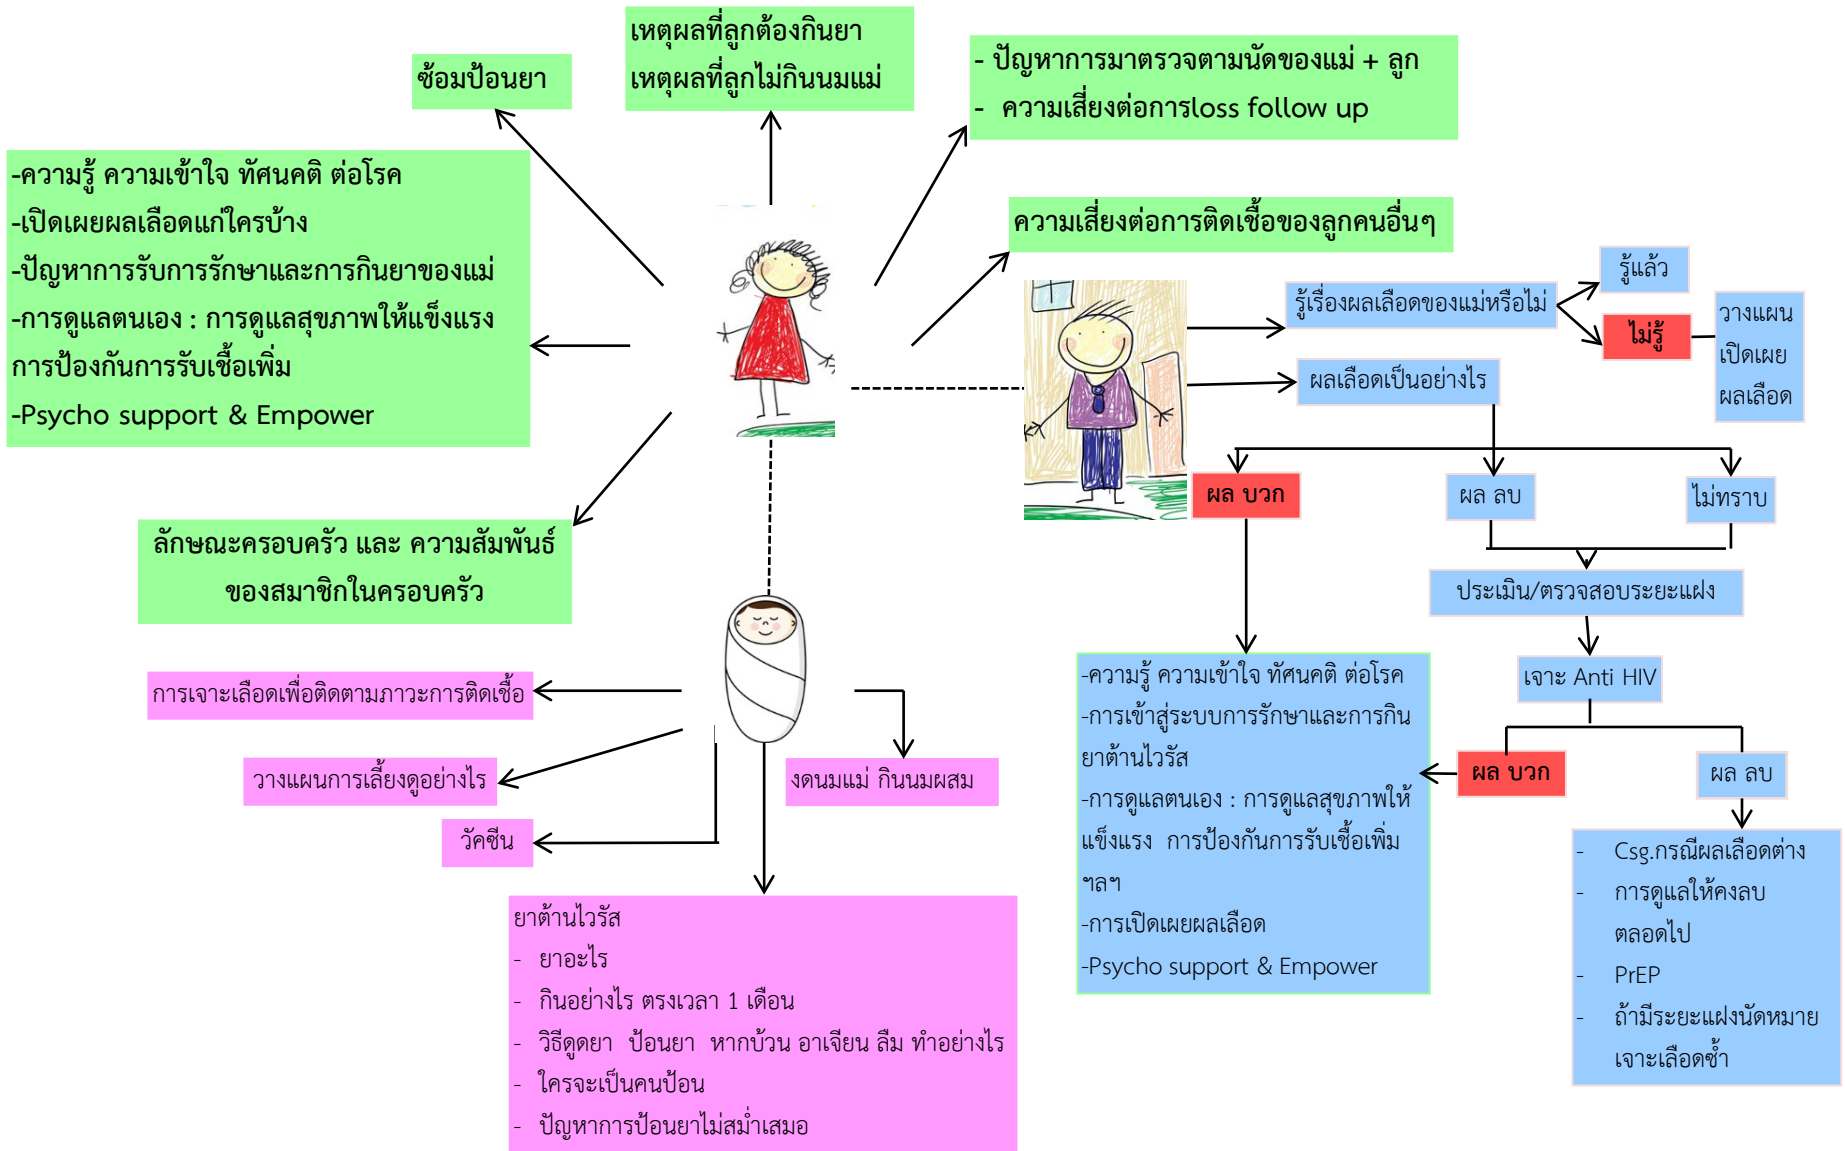 เหตุผลที่ลูกต้องกินยา
เหตุผลที่ลูกไม่กินนมแม่
ซ้อมป้อนยา
- ปัญหาการมาตรวจตามนัดของแม่ + ลูก
- ความเสี่ยงต่อการloss follow up
-ความรู้ ความเข้าใจ ทัศนคติ ต่อโรค
-เปิดเผยผลเลือดแก่ใครบ้าง
-ปัญหาการรับการรักษาและการกินยาของแม่
-การดูแลตนเอง : การดูแลสุขภาพให้แข็งแรง
การป้องกันการรับเชื้อเพิ่ม
-Psycho support & Empower
ความเสี่ยงต่อการติดเชื้อของลูกคนอื่นๆ
รู้เรื่องผลเลือดของแม่หรือไม่
รู้แล้ว
ไม่รู้
วางแผน
เปิดเผย
ผลเลือด
ผลเลือดเป็นอย่างไร
ผล บวก
ผล ลบ
ไม่ทราบ
ลักษณะครอบครัว และ ความสัมพันธ์
ของสมาชิกในครอบครัว
ประเมิน/ตรวจสอบระยะแฝง
เจาะ Anti HIV
ผล บวก
ผล ลบ
-ความรู้ ความเข้าใจ ทัศนคติ ต่อโรค
-การเข้าสู่ระบบการรักษาและการกิน
ยาต้านไวรัส
-การดูแลตนเอง : การดูแลสุขภาพให้
แข็งแรง การป้องกันการรับเชื้อเพิ่ม
ฯลฯ
-การเปิดเผยผลเลือด
-Psycho support & Empower
- Csg.กรณีผลเลือดต่าง
- การดูแลให้คงลบ
ตลอดไป
- PrEP
- ถ้ามีระยะแฝงนัดหมาย
เจาะเลือดซ้ำ
การเจาะเลือดเพื่อติดตามภาวะการติดเชื้อ
วางแผนการเลี้ยงดูอย่างไร
วัคซีน
งดนมแม่ กินนมผสม
ยาต้านไวรัส
- ยาอะไร
- กินอย่างไร ตรงเวลา 1 เดือน
- วิธีดูดยา ป้อนยา หากบ้วน อาเจียน ลืม ทำอย่างไร
- ใครจะเป็นคนป้อน
- ปัญหาการป้อนยาไม่สม่ำเสมอ